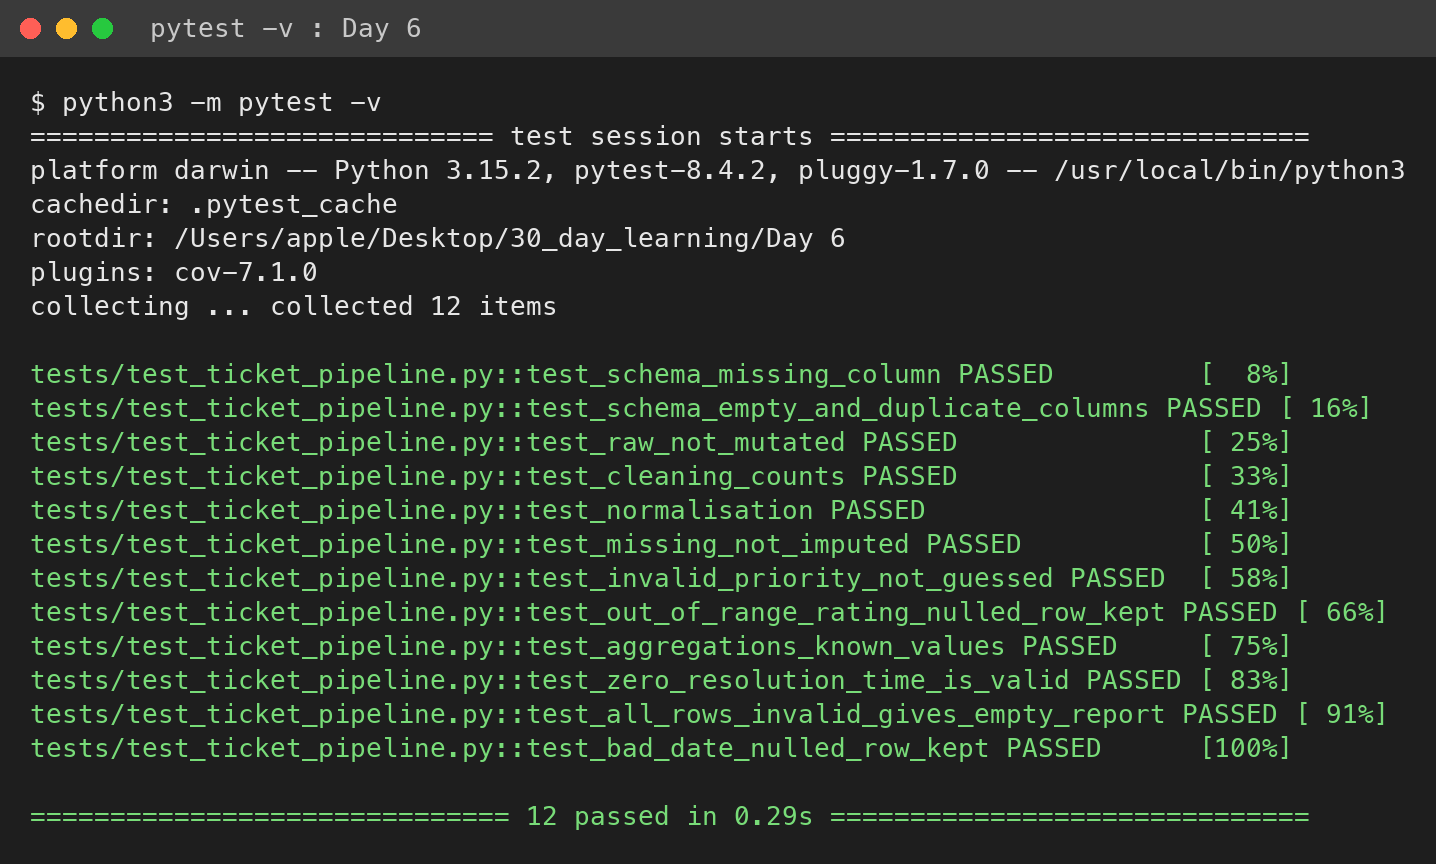 pytest -v : Day 6
$ python3 -m pytest -v
============================= test session starts ==============================
platform darwin -- Python 3.15.2, pytest-8.4.2, pluggy-1.7.0 -- /usr/local/bin/python3
cachedir: .pytest_cache
rootdir: /Users/apple/Desktop/30_day_learning/Day 6
plugins: cov-7.1.0
collecting ... collected 12 items
tests/test_ticket_pipeline.py::test_schema_missing_column PASSED         [  8%]
tests/test_ticket_pipeline.py::test_schema_empty_and_duplicate_columns PASSED [ 16%]
tests/test_ticket_pipeline.py::test_raw_not_mutated PASSED               [ 25%]
tests/test_ticket_pipeline.py::test_cleaning_counts PASSED               [ 33%]
tests/test_ticket_pipeline.py::test_normalisation PASSED                 [ 41%]
tests/test_ticket_pipeline.py::test_missing_not_imputed PASSED           [ 50%]
tests/test_ticket_pipeline.py::test_invalid_priority_not_guessed PASSED  [ 58%]
tests/test_ticket_pipeline.py::test_out_of_range_rating_nulled_row_kept PASSED [ 66%]
tests/test_ticket_pipeline.py::test_aggregations_known_values PASSED     [ 75%]
tests/test_ticket_pipeline.py::test_zero_resolution_time_is_valid PASSED [ 83%]
tests/test_ticket_pipeline.py::test_all_rows_invalid_gives_empty_report PASSED [ 91%]
tests/test_ticket_pipeline.py::test_bad_date_nulled_row_kept PASSED      [100%]
============================== 12 passed in 0.29s ==============================